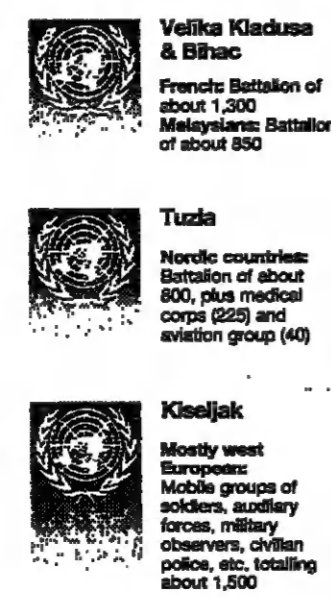 Velika Kladusa
& Bihac
French: Battalion of
about 1,300
Malaysians: Battalion
of about 850
Tuzla
Nordic countries:
Battalion of about
800, plus medical
corps (225) and
aviation group (40)
Kiseljak
Mostly west
European:
Mobile groups of
soldiers, auxiliary
forces, military
observers, civilian
police, etc, totalling
about 1,500